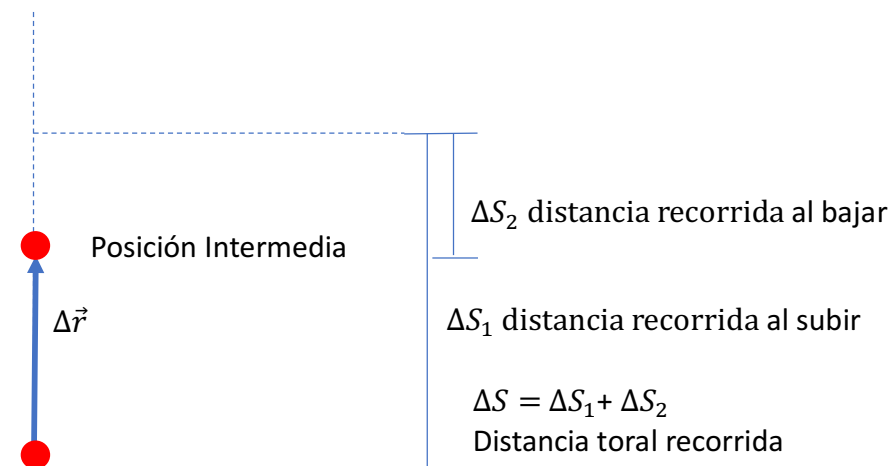 ΔS₂ distancia recorrida al bajar
Posición Intermedia
Δr⃗
ΔS₁ distancia recorrida al subir
ΔS = ΔS₁+ ΔS₂
Distancia toral recorrida